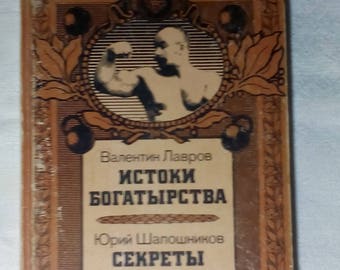 Валентин Лавров
ИСТОКИ
БОГАТЫРСТВА
Юрий Шапошников
СЕКРЕТЫ